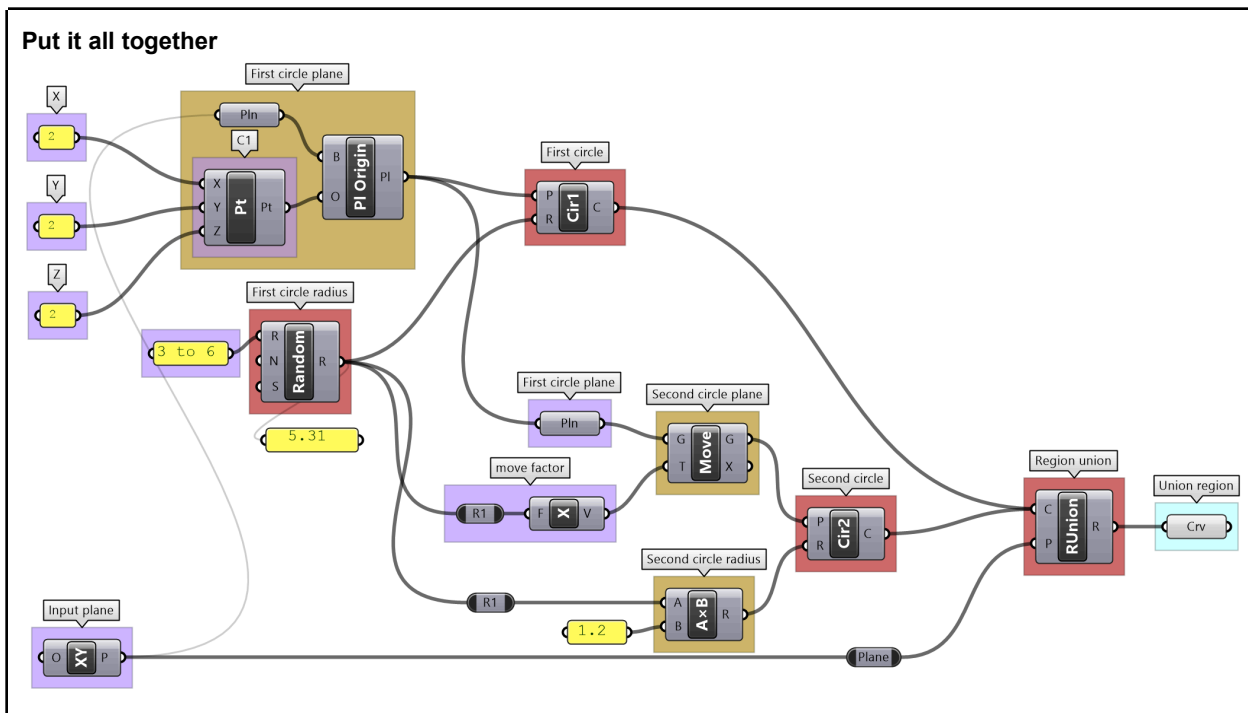 Put it all together
First circle plane
X
2
Pln
C1
B
O
Pl Origin
Pl
First circle
P
R
Cir1
C
Y
2
X
Y
Z
Pt
Pt
Z
2
First circle radius
3 to 6
R
N
S
Random
R
5.31
First circle plane
Pln
Second circle plane
G
T
Move
G
X
move factor
R1
F
X
V
Second circle
P
R
Cir2
C
Region union
C
P
RUnion
R
Union region
Crv
Second circle radius
R1
A
B
A×B
R
1.2
Input plane
O
XY
P
Plane